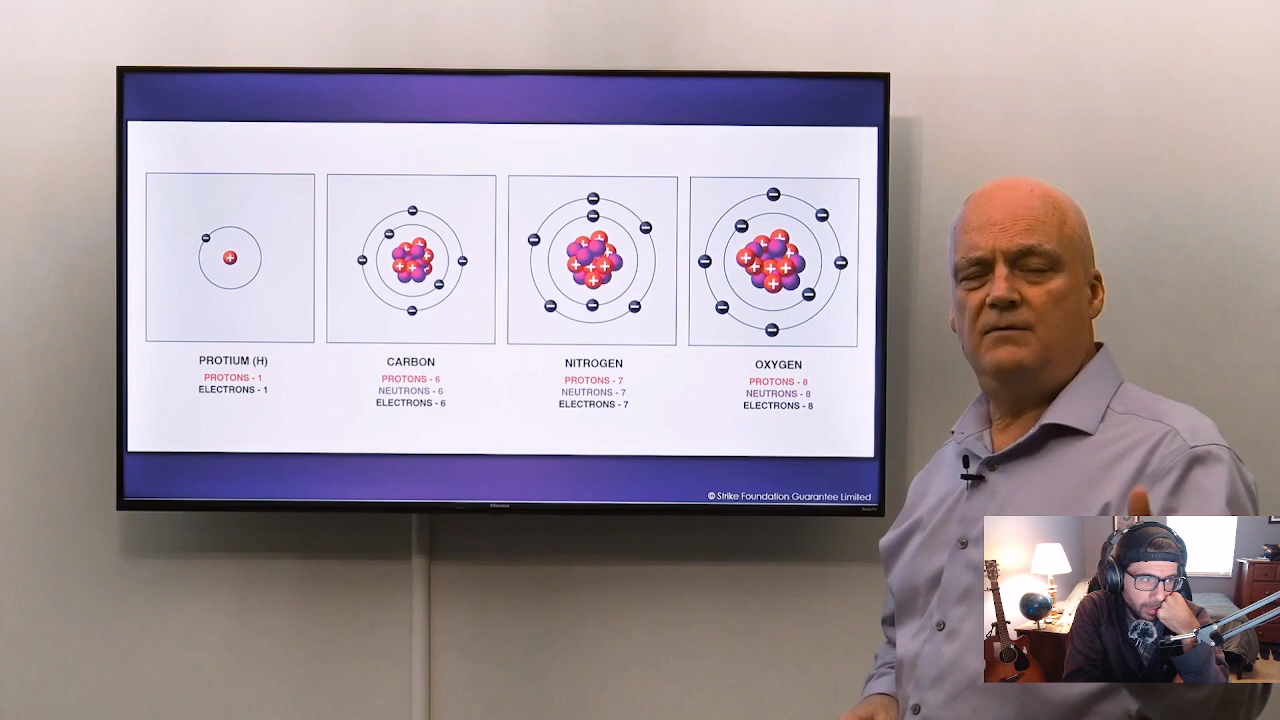 PROTIUM (H)
PROTONS - 1
ELECTRONS - 1
CARBON
PROTONS - 6
NEUTRONS - 6
ELECTRONS - 6
NITROGEN
PROTONS - 7
NEUTRONS - 7
ELECTRONS - 7
OXYGEN
PROTONS - 8
NEUTRONS - 8
ELECTRONS - 8
© Strike Foundation Guarantee Limited
Hisense